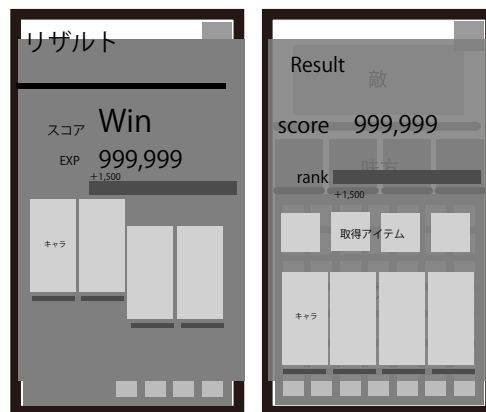 リザルト
スコア Win
EXP 999,999
+1,500
キャラ
Result
敵
score 999,999
味方
rank
+1,500
取得アイテム
キャラ